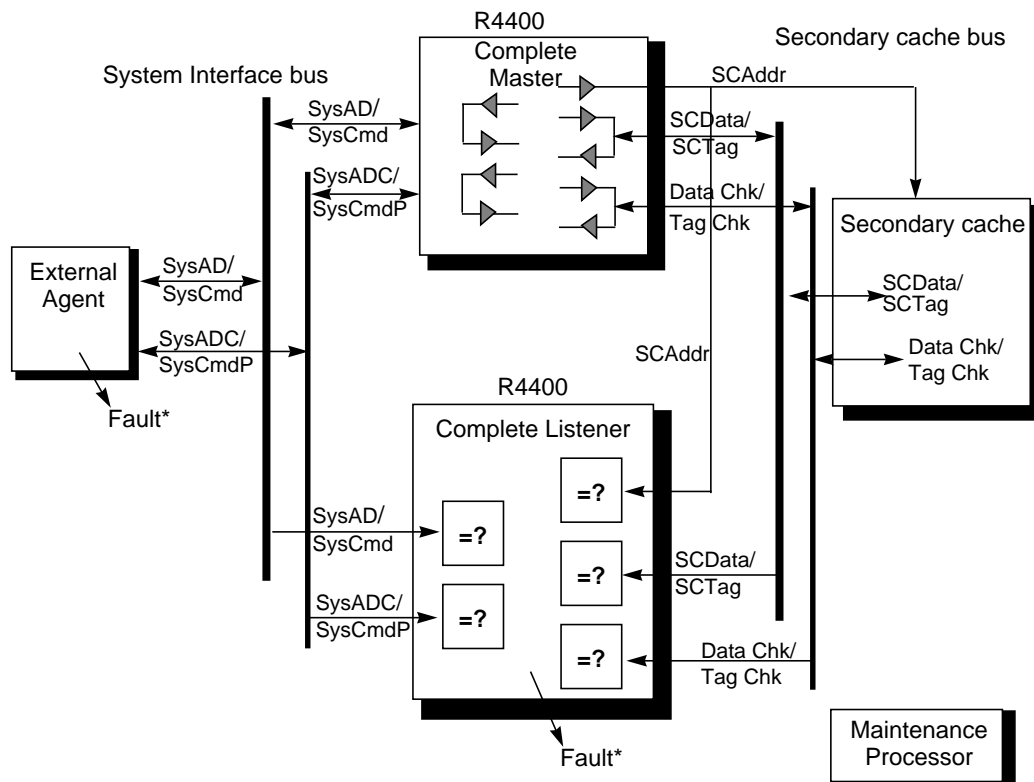 R4400
Complete
Master
Secondary cache bus
System Interface bus
SCAddr
SysAD/
SysCmd
SCData/
SCTag
SysADC/
SysCmdP
Data Chk/
Tag Chk
Secondary cache
External
Agent
SysAD/
SysCmd
SCData/
SCTag
SysADC/
SysCmdP
SCAddr
Data Chk/
Tag Chk
Fault*
R4400
Complete Listener
=?
SysAD/
SysCmd
=?
SCData/
SCTag
=?
SysADC/
SysCmdP
=?
Data Chk/
Tag Chk
=?
Fault*
Maintenance
Processor